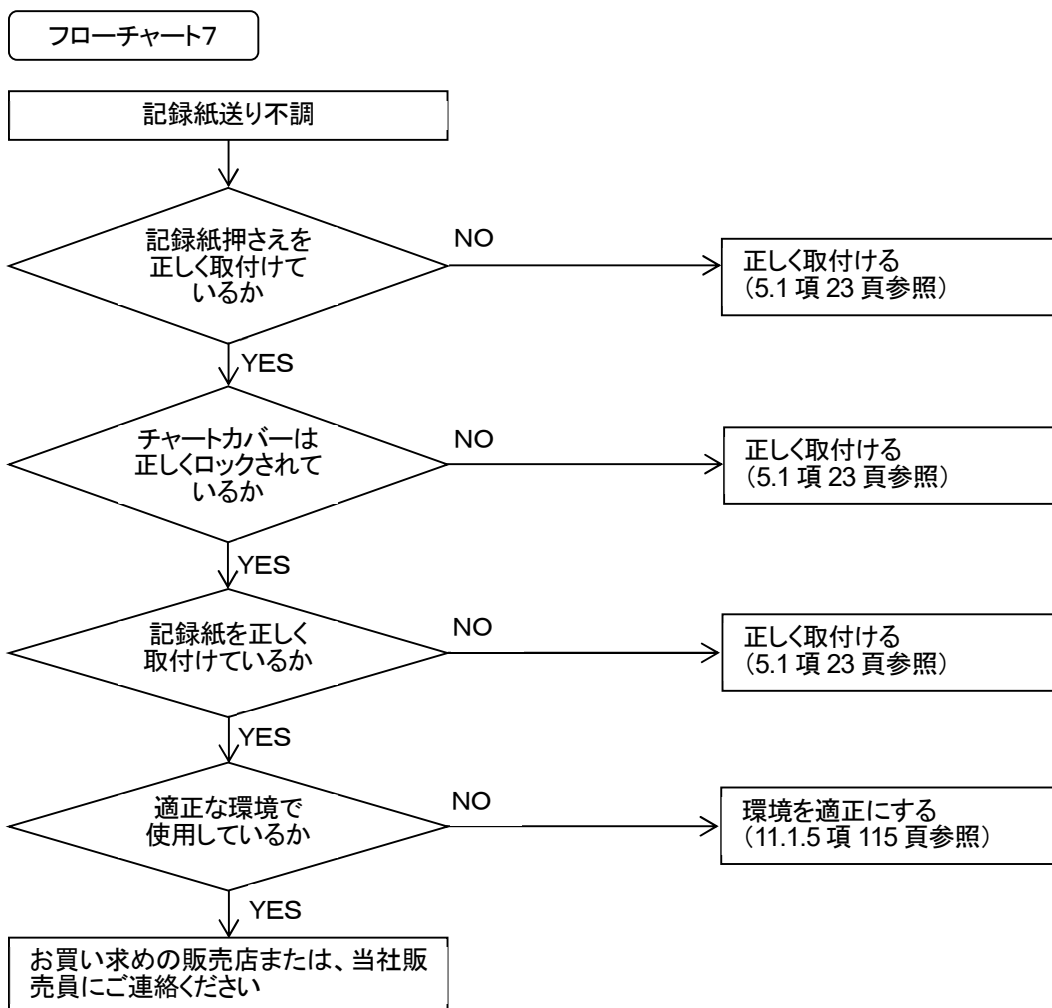 フローチャート7
記録紙送り不調
記録紙押さえを
正しく取付けて
いるか
NO
正しく取付ける
(5.1 項 23 頁参照)
YES
チャートカバーは
正しくロックされて
いるか
NO
正しく取付ける
(5.1 項 23 頁参照)
YES
記録紙を正しく
取付けているか
NO
正しく取付ける
(5.1 項 23 頁参照)
YES
適正な環境で
使用しているか
NO
環境を適正にする
(11.1.5 項 115 頁参照)
YES
お買い求めの販売店または、当社販
売員にご連絡ください